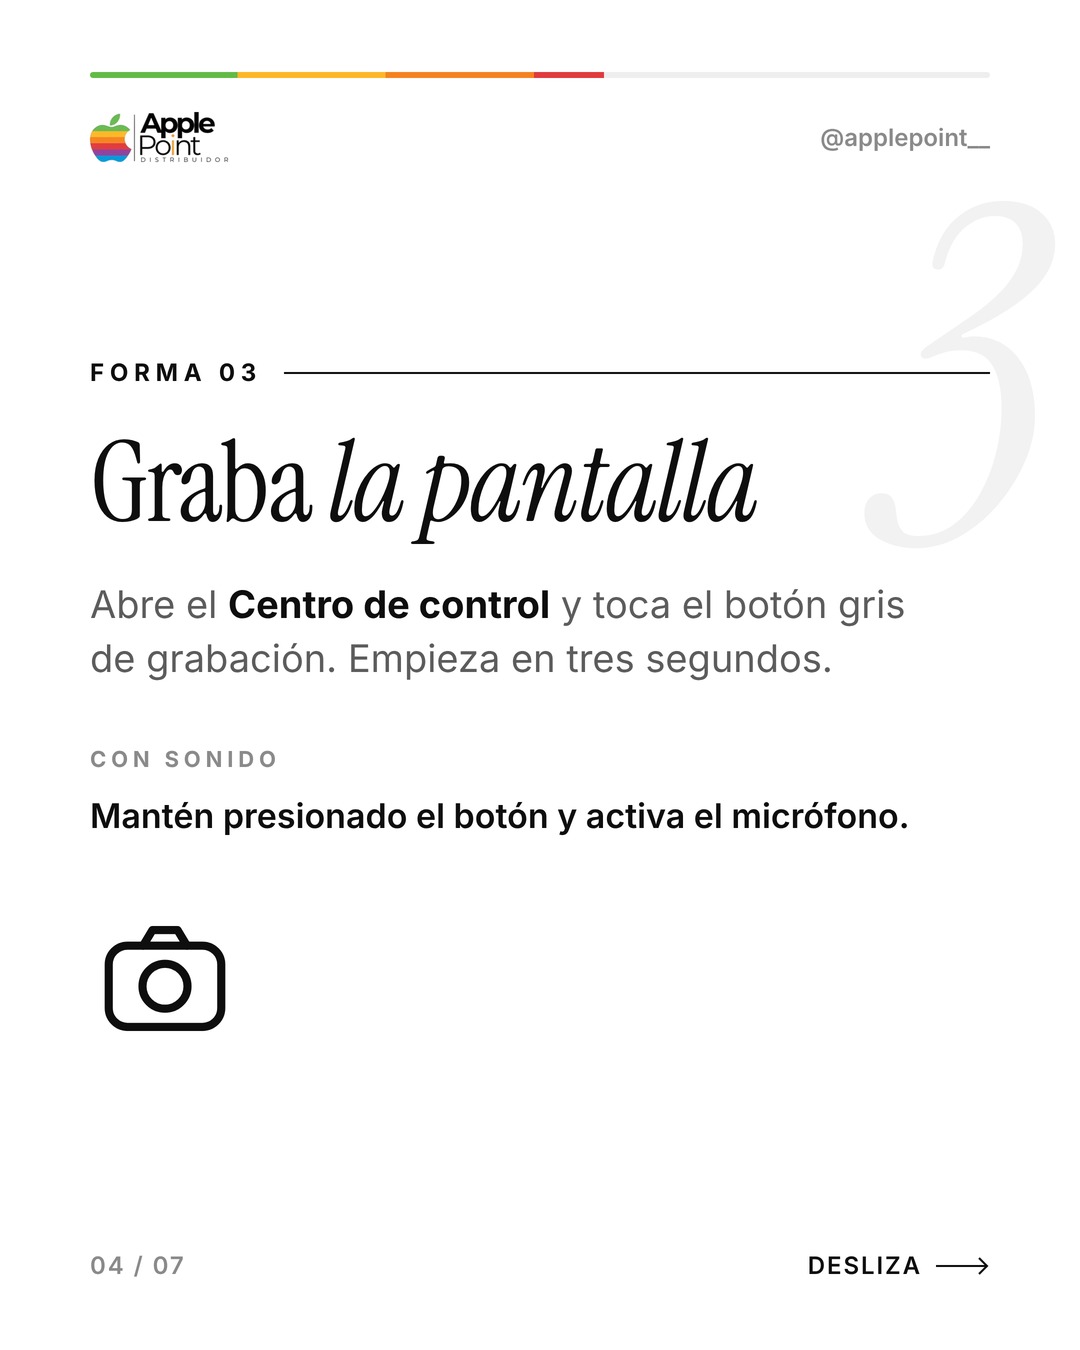 Apple
Point
DISTRIBUIDOR
@applepoint__
3
FORMA 03
Graba la pantalla
Abre el Centro de control y toca el botón gris
de grabación. Empieza en tres segundos.
CON SONIDO
Mantén presionado el botón y activa el micrófono.
04 / 07
DESLIZA